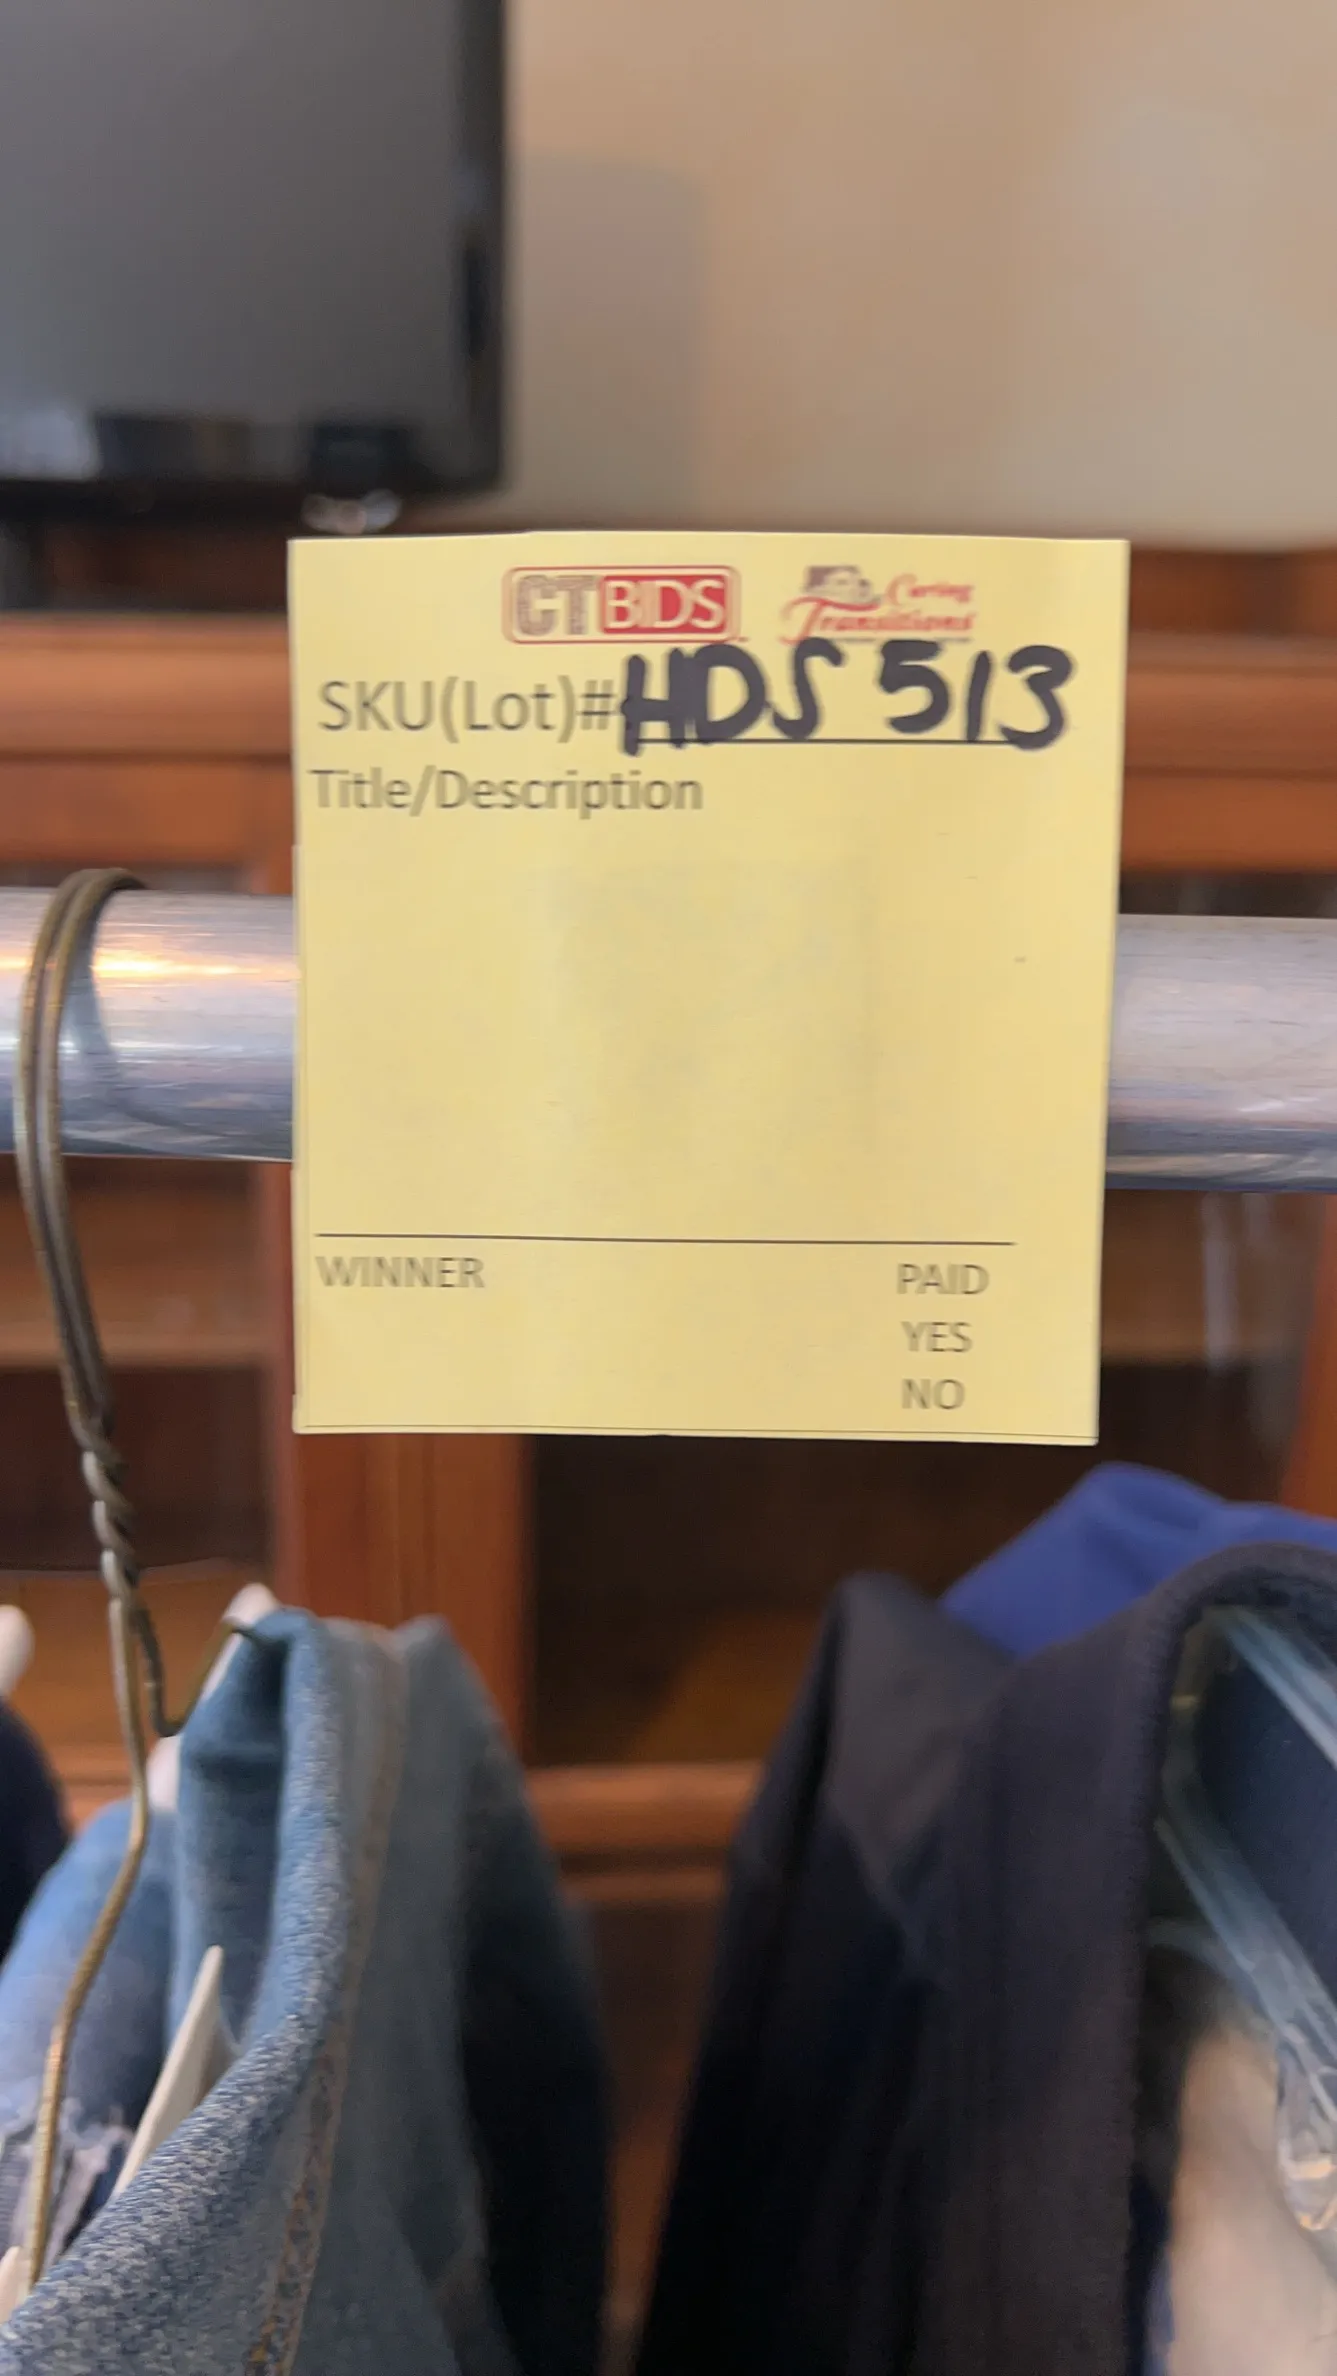 CTBIDS Caring Transitions
SKU(Lot)# HDS 513
Title/Description
WINNER PAID
YES
NO